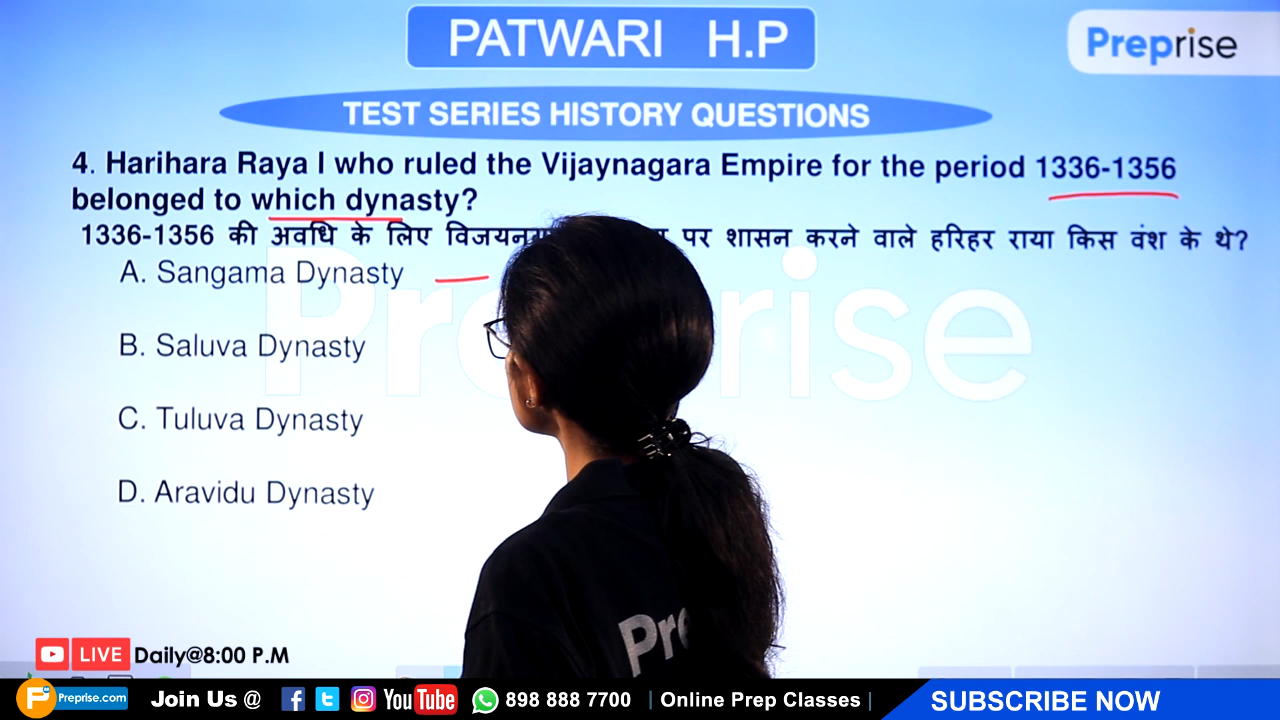 PATWARI H.P
Preprise
TEST SERIES HISTORY QUESTIONS
4. Harihara Raya I who ruled the Vijaynagara Empire for the period 1336-1356
belonged to which dynasty?
1336-1356 की अवधि के लिए पर शासन करने वाले हरिहर राया किस वंश के थे?
A. Sangama Dynasty
B. Saluva Dynasty
C. Tuluva Dynasty
D. Aravidu Dynasty
Pre
LIVE Daily@8:00 P.M
Preprise.com Join Us @ YouTube 898 888 7700 | Online Prep Classes | SUBSCRIBE NOW